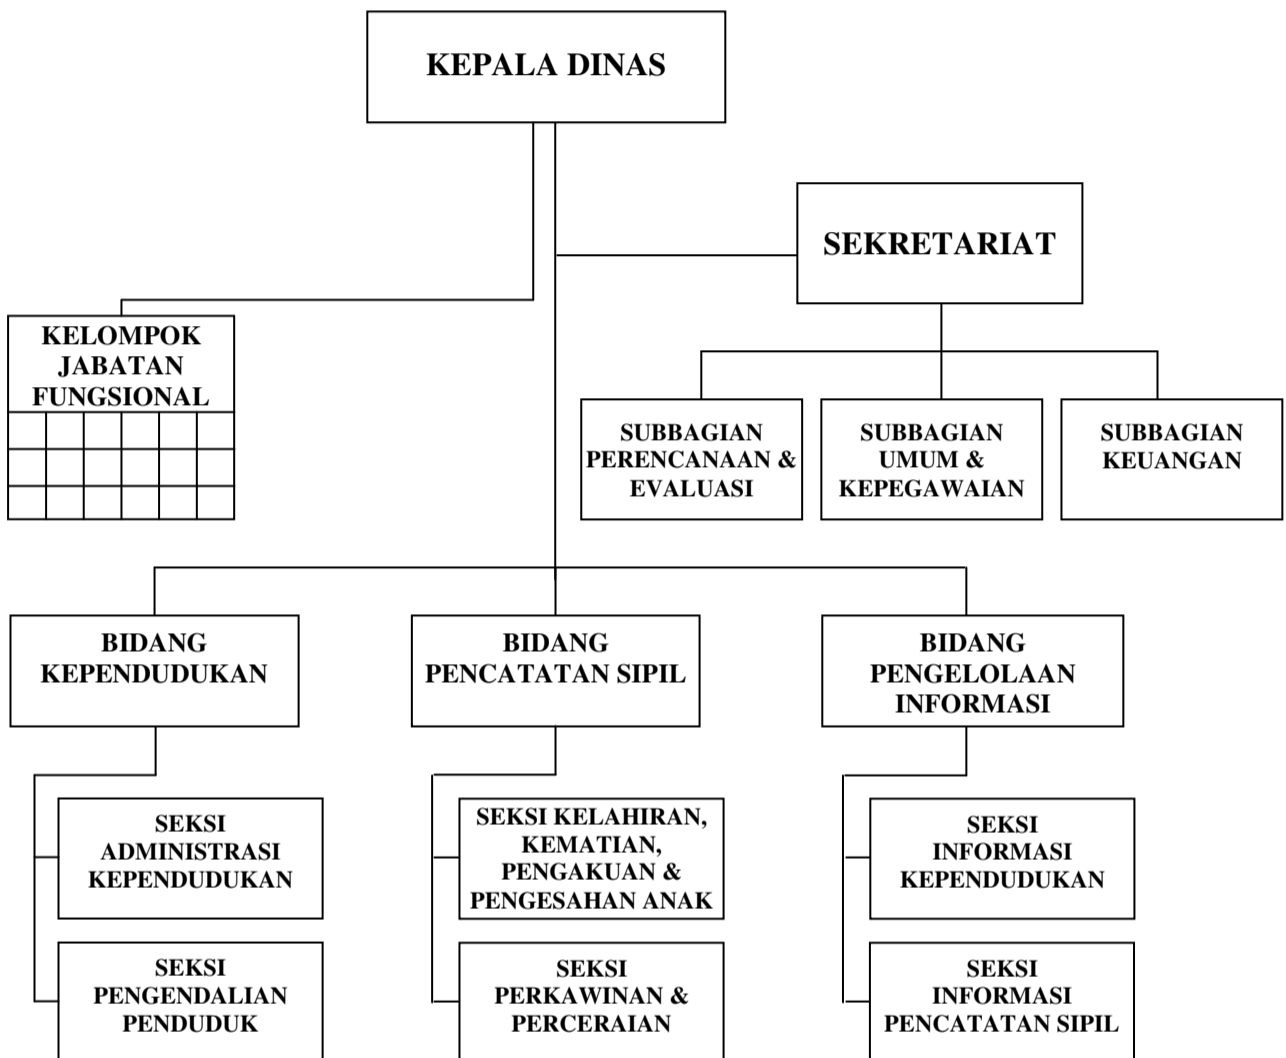 KEPALA DINAS
SEKRETARIAT
KELOMPOK
JABATAN
FUNGSIONAL
SUBBAGIAN
PERENCANAAN &
EVALUASI
SUBBAGIAN
UMUM &
KEPEGAWAIAN
SUBBAGIAN
KEUANGAN
BIDANG
KEPENDUDUKAN
BIDANG
PENCATATAN SIPIL
BIDANG
PENGELOLAAN
INFORMASI
SEKSI
ADMINISTRASI
KEPENDUDUKAN
SEKSI KELAHIRAN,
KEMATIAN,
PENGAKUAN &
PENGESAHAN ANAK
SEKSI
INFORMASI
KEPENDUDUKAN
SEKSI
PENGENDALIAN
PENDUDUK
SEKSI
PERKAWINAN &
PERCERAIAN
SEKSI
INFORMASI
PENCATATAN SIPIL